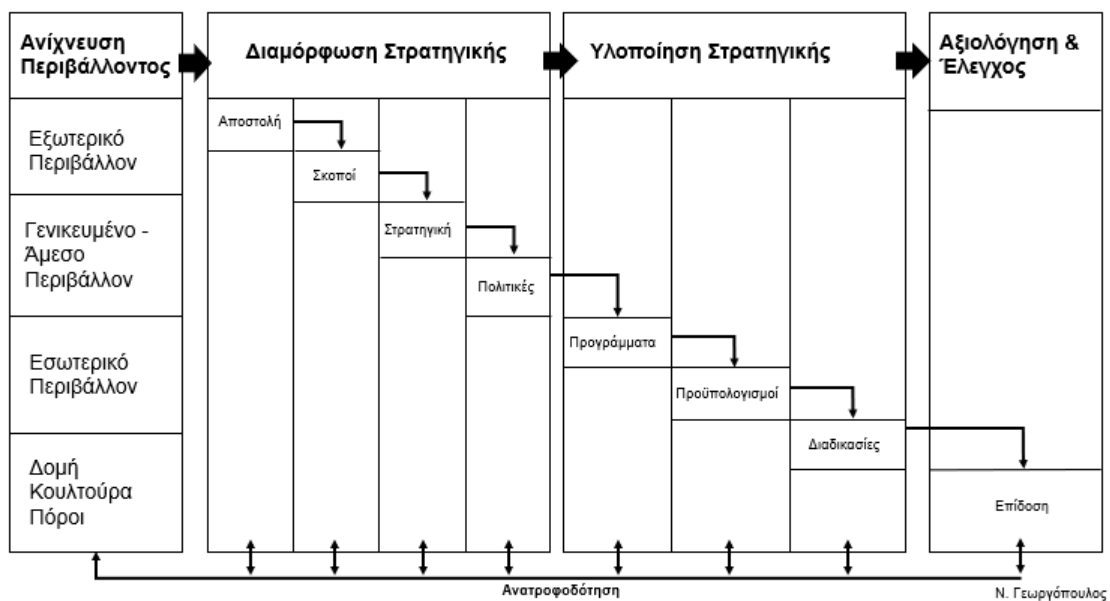 Ανίχνευση
Περιβάλλοντος
Διαμόρφωση Στρατηγικής
Υλοποίηση Στρατηγικής
Αξιολόγηση &
Έλεγχος
Εξωτερικό
Περιβάλλον
Γενικευμένο -
Άμεσο
Περιβάλλον
Εσωτερικό
Περιβάλλον
Δομή
Κουλτούρα
Πόροι
Αποστολή
Σκοποί
Στρατηγική
Πολιτικές
Προγράμματα
Προϋπολογισμοί
Διαδικασίες
Επίδοση
Ανατροφοδότηση
Ν. Γεωργόπουλος